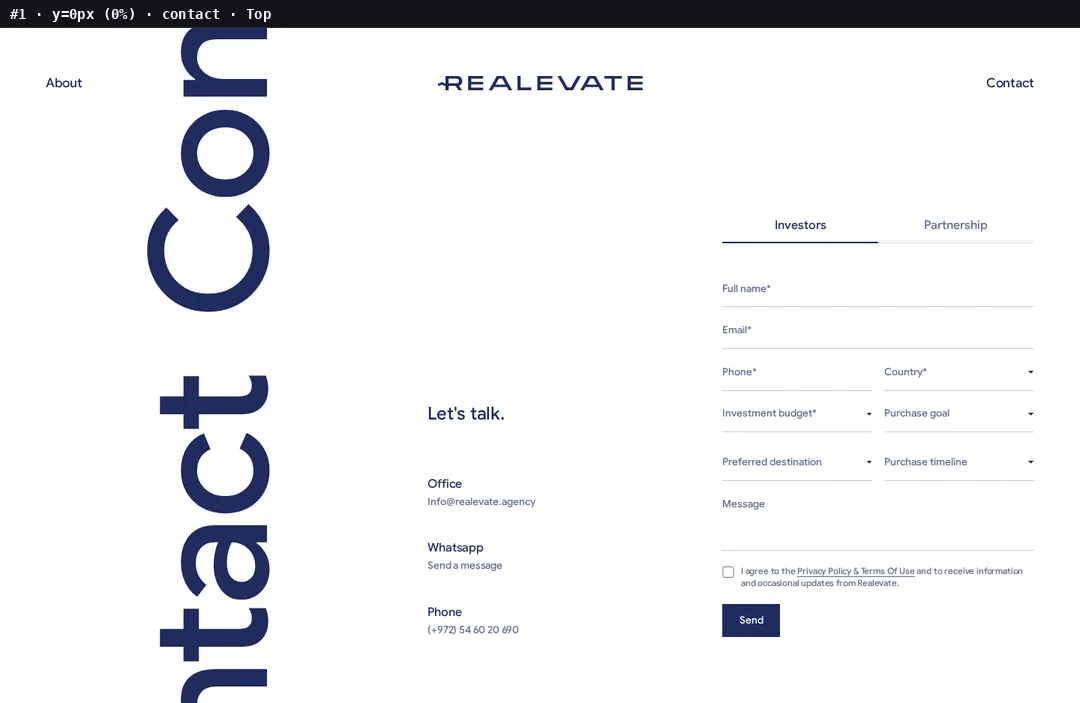 #1 · y=0px (0%) · contact · Top
About
REALEVATE
Contact
Contact Con
Investors
Partnership
Full name*
Email*
Phone*
Country*
Investment budget*
Purchase goal
Preferred destination
Purchase timeline
Message
I agree to the Privacy Policy & Terms Of Use and to receive information
and occasional updates from Realevate.
Send
Let's talk.
Office
Info@realevate.agency
Whatsapp
Send a message
Phone
(+972) 54 60 20 690